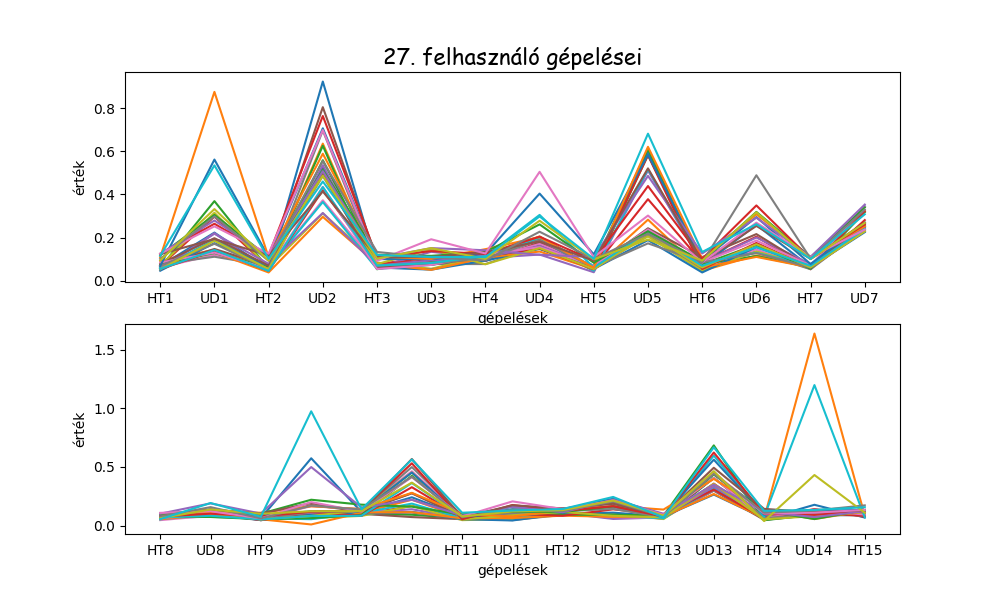 27. felhasználó gépelései
érték
0.8
0.6
0.4
0.2
0.0
HT1 UD1 HT2 UD2 HT3 UD3 HT4 UD4 HT5 UD5 HT6 UD6 HT7 UD7
gépelések
érték
1.5
1.0
0.5
0.0
HT8 UD8 HT9 UD9 HT10 UD10 HT11 UD11 HT12 UD12 HT13 UD13 HT14 UD14 HT15
gépelések